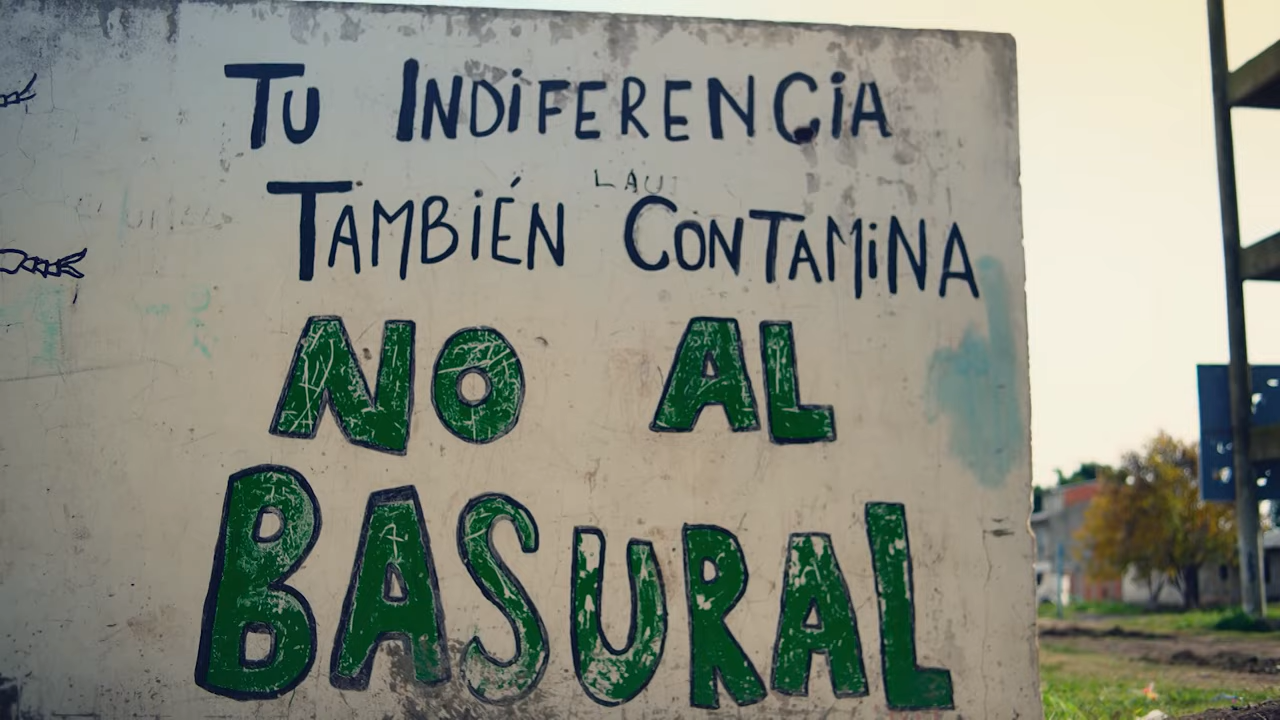 TU INDiFERENCiA
LAU
TAMBiÉN CONTAMiNA
NO AL
BASURAL